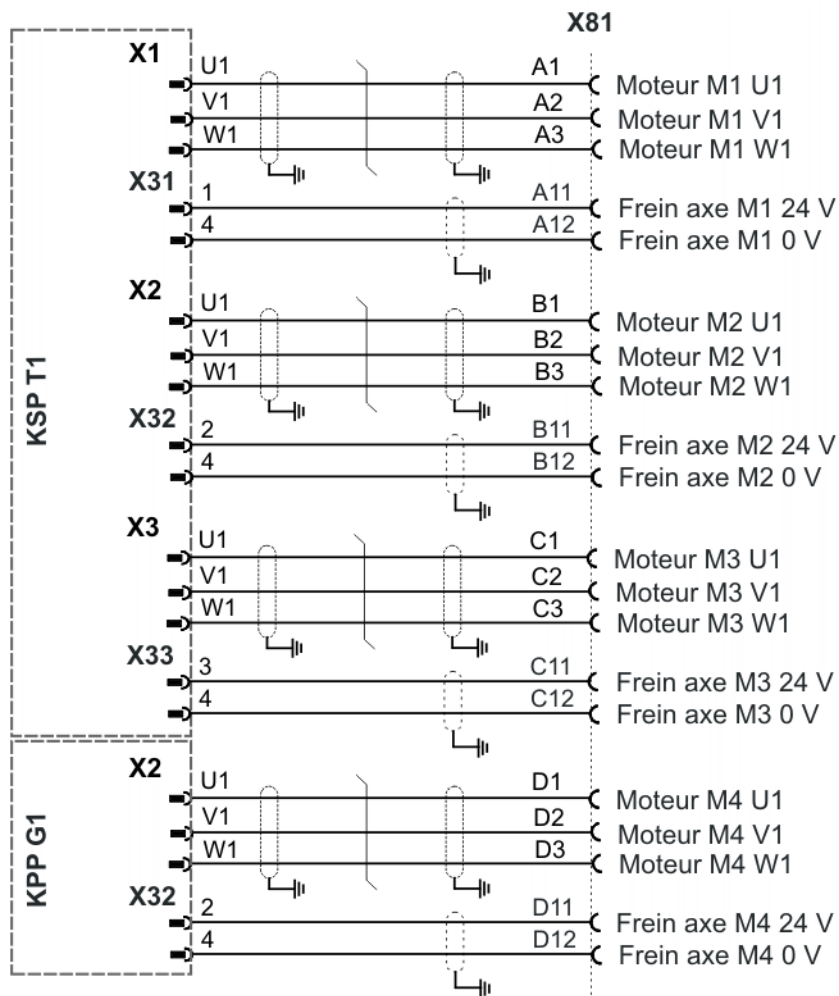 X81
X1
U1 A1 Moteur M1 U1
V1 A2 Moteur M1 V1
W1 A3 Moteur M1 W1
X31
1 A11 Frein axe M1 24 V
4 A12 Frein axe M1 0 V
X2
U1 B1 Moteur M2 U1
V1 B2 Moteur M2 V1
W1 B3 Moteur M2 W1
KSP T1
X32
2 B11 Frein axe M2 24 V
4 B12 Frein axe M2 0 V
X3
U1 C1 Moteur M3 U1
V1 C2 Moteur M3 V1
W1 C3 Moteur M3 W1
X33
3 C11 Frein axe M3 24 V
4 C12 Frein axe M3 0 V
X2
U1 D1 Moteur M4 U1
V1 D2 Moteur M4 V1
W1 D3 Moteur M4 W1
KPP G1
X32
2 D11 Frein axe M4 24 V
4 D12 Frein axe M4 0 V